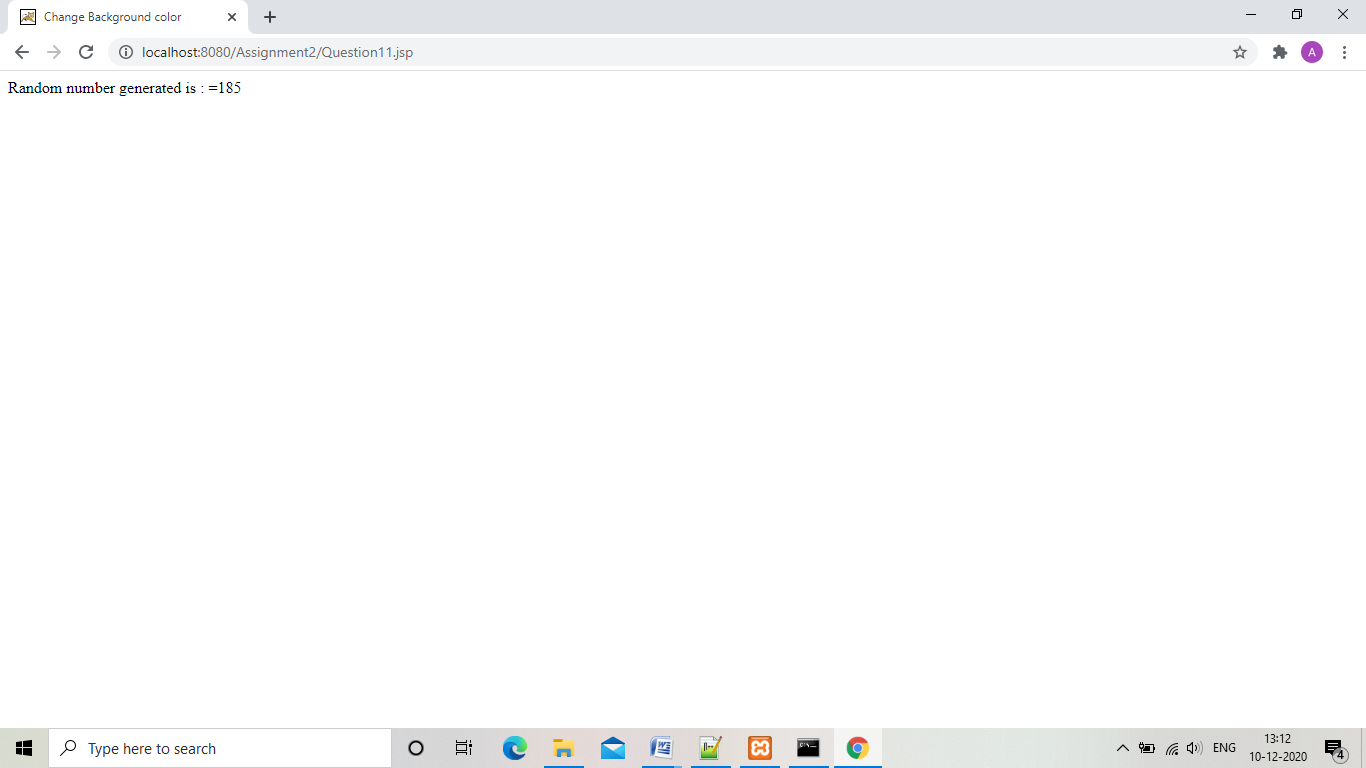 Change Background color
localhost:8080/Assignment2/Question11.jsp
A
Random number generated is : =185
Type here to search
ENG
13:12
10-12-2020
4